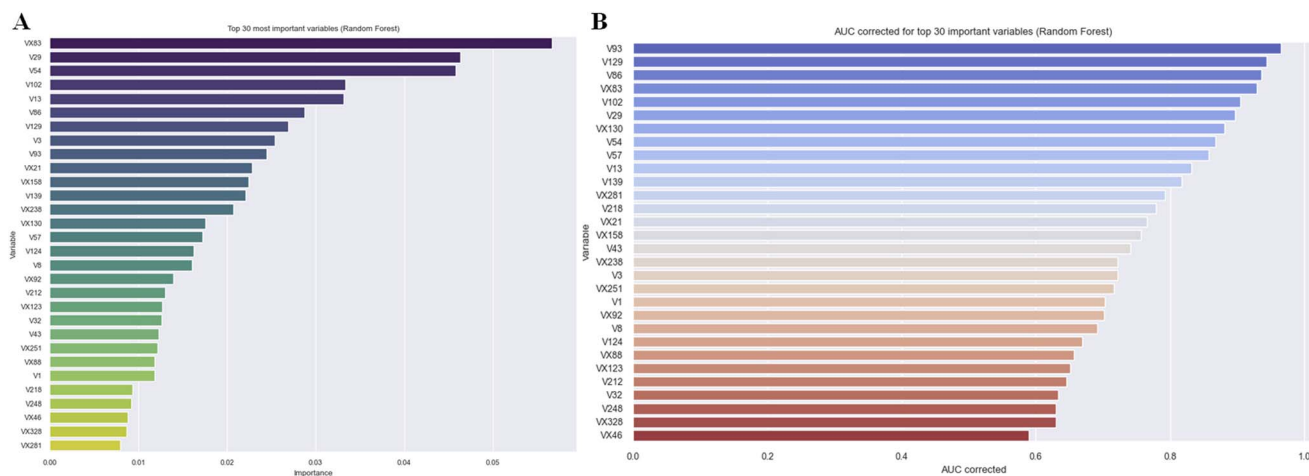 A
Top 30 most important variables (Random Forest)
VX83
V29
V54
V102
V13
V86
V129
V3
V93
VX21
VX158
V139
VX238
VX130
V57
V124
V8
VX92
V212
VX123
V32
V43
VX251
VX88
V1
V218
V248
VX46
VX328
VX281
Variable
0.00 0.01 0.02 0.03 0.04 0.05
Importance
B
AUC corrected for top 30 important variables (Random Forest)
V93
V129
V86
VX83
V102
V29
VX130
V54
V57
V13
V139
VX281
V218
VX21
VX158
V43
VX238
V3
VX251
V1
VX92
V8
V124
VX88
VX123
V212
V32
V248
VX328
VX46
Variable
0.0 0.2 0.4 0.6 0.8 1.0
AUC corrected